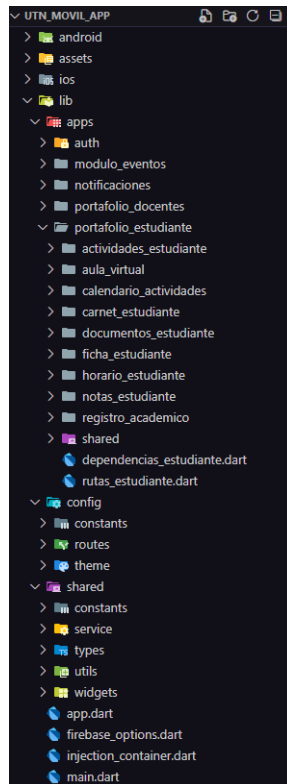 UTN_MOVIL_APP
android
assets
ios
lib
apps
auth
modulo_eventos
notificaciones
portafolio_docentes
portafolio_estudiante
actividades_estudiante
aula_virtual
calendario_actividades
carnet_estudiante
documentos_estudiante
ficha_estudiante
horario_estudiante
notas_estudiante
registro_academico
shared
dependencias_estudiante.dart
rutas_estudiante.dart
config
constants
routes
theme
shared
constants
service
types
utils
widgets
app.dart
firebase_options.dart
injection_container.dart
main.dart